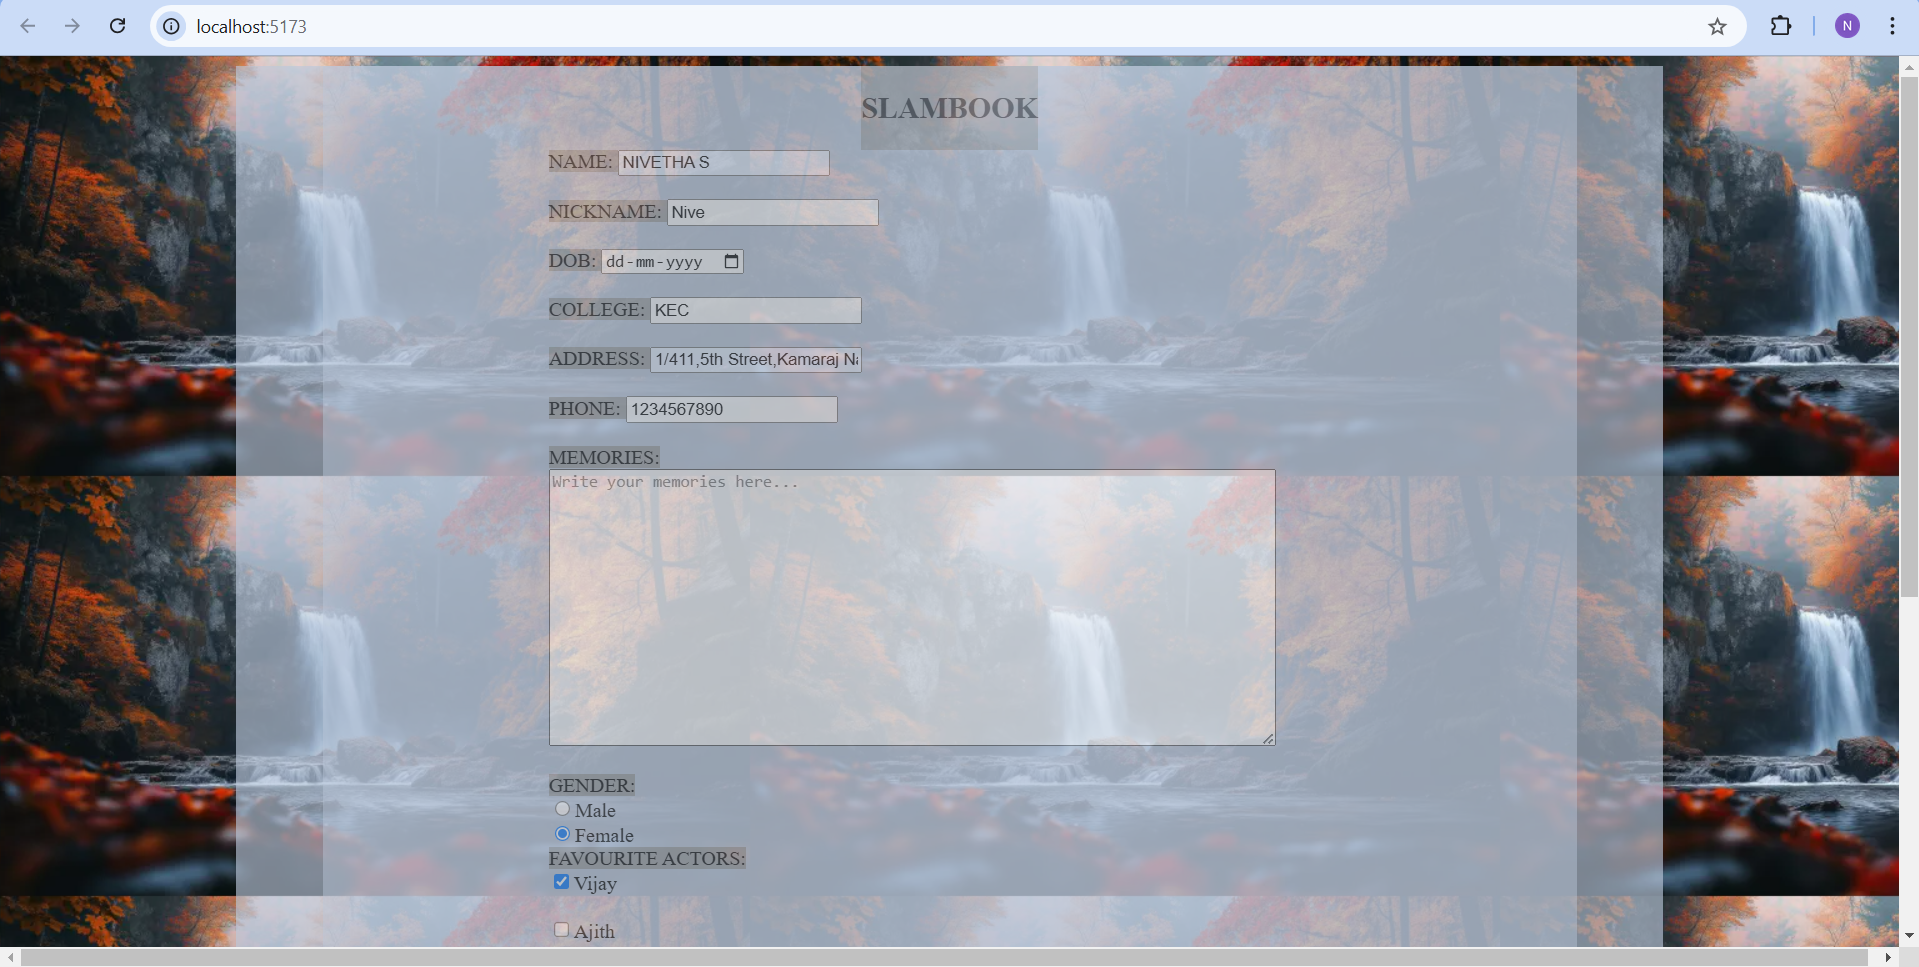 localhost:5173
N
SLAMBOOK
NAME: NIVETHA S
NICKNAME: Nive
DOB: dd-mm-yyyy
COLLEGE: KEC
ADDRESS: 1/411,5th Street,Kamaraj Na
PHONE: 1234567890
MEMORIES:
Write your memories here...
GENDER:
Male
Female
FAVOURITE ACTORS:
Vijay
Ajith